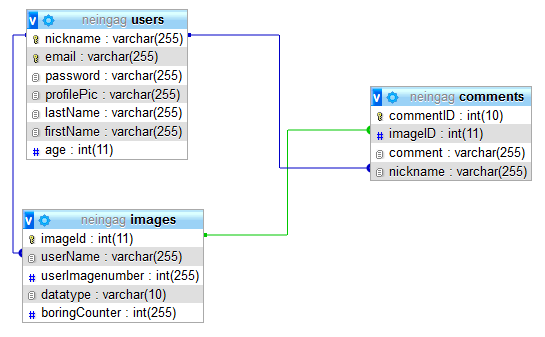 v neingag users
nickname : varchar(255)
email : varchar(255)
password : varchar(255)
profilePic : varchar(255)
lastName : varchar(255)
firstName : varchar(255)
# age : int(11)
v neingag comments
commentID : int(10)
# imageID : int(11)
comment : varchar(255)
nickname : varchar(255)
v neingag images
imageId : int(11)
userName : varchar(255)
# userImagenumber : int(255)
datatype : varchar(10)
# boringCounter : int(255)